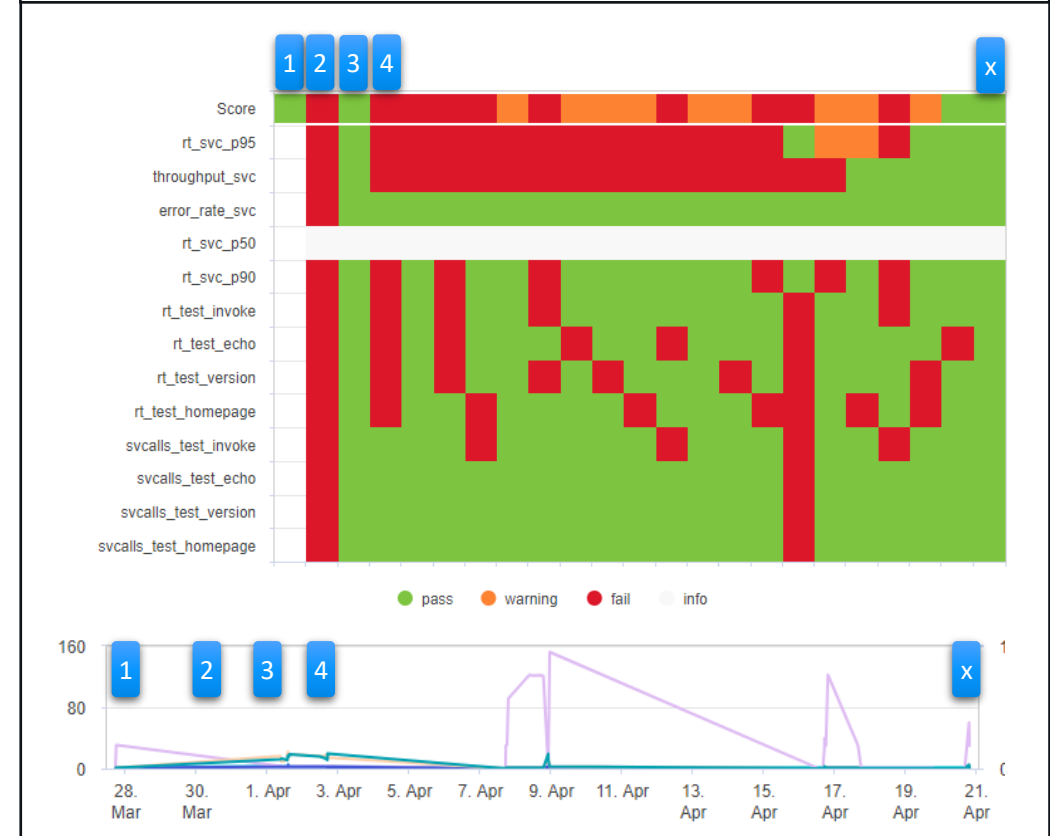 1 2 3 4 x
Score
rt_svc_p95
throughput_svc
error_rate_svc
rt_svc_p50
rt_svc_p90
rt_test_invoke
rt_test_echo
rt_test_version
rt_test_homepage
svcalls_test_invoke
svcalls_test_echo
svcalls_test_version
svcalls_test_homepage
pass warning fail info
160
1 2 3 4 x
80
0
28. Mar 30. Mar 1. Apr 3. Apr 5. Apr 7. Apr 9. Apr 11. Apr 13. Apr 15. Apr 17. Apr 19. Apr 21. Apr